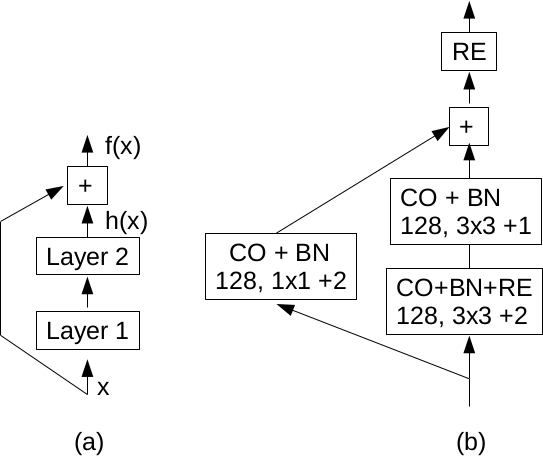 f(x)
+
h(x)
Layer 2
Layer 1
x
(a)
RE
+
CO + BN
128, 3x3 +1
CO + BN
128, 1x1 +2
CO+BN+RE
128, 3x3 +2
(b)